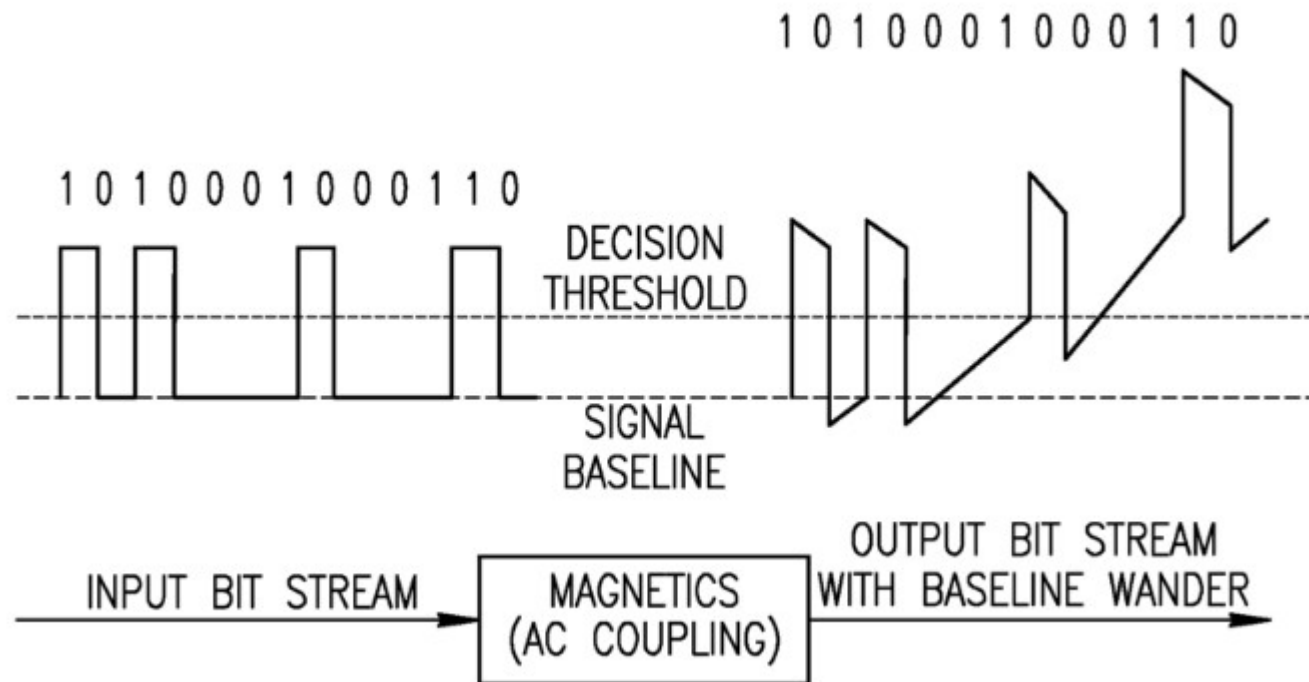 1 0 1 0 0 0 1 0 0 0 1 1 0
1 0 1 0 0 0 1 0 0 0 1 1 0
DECISION
THRESHOLD
SIGNAL
BASELINE
INPUT BIT STREAM
MAGNETICS
(AC COUPLING)
OUTPUT BIT STREAM
WITH BASELINE WANDER